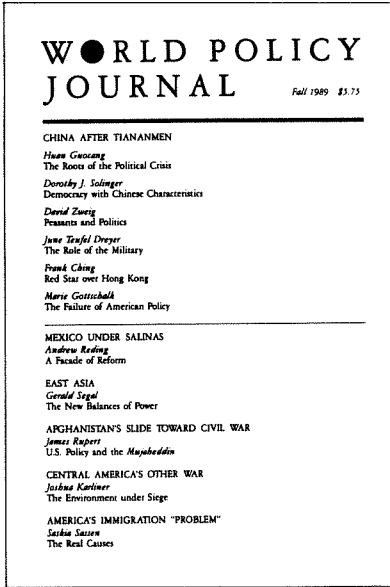 WORLD POLICY
JOURNAL Fall 1989 $5.75
CHINA AFTER TIANANMEN
Huan Guocang
The Roots of the Political Crisis
Dorothy J. Solinger
Democracy with Chinese Characteristics
David Zweig
Peasants and Politics
June Teufel Dreyer
The Role of the Military
Frank Ching
Red Star over Hong Kong
Marie Gottschalk
The Failure of American Policy
MEXICO UNDER SALINAS
Andrew Reding
A Facade of Reform
EAST ASIA
Gerald Segal
The New Balances of Power
AFGHANISTAN'S SLIDE TOWARD CIVIL WAR
James Rupert
U.S. Policy and the Mujaheddin
CENTRAL AMERICA'S OTHER WAR
Joshua Karliner
The Environment under Siege
AMERICA'S IMMIGRATION "PROBLEM"
Saskia Sassen
The Real Causes